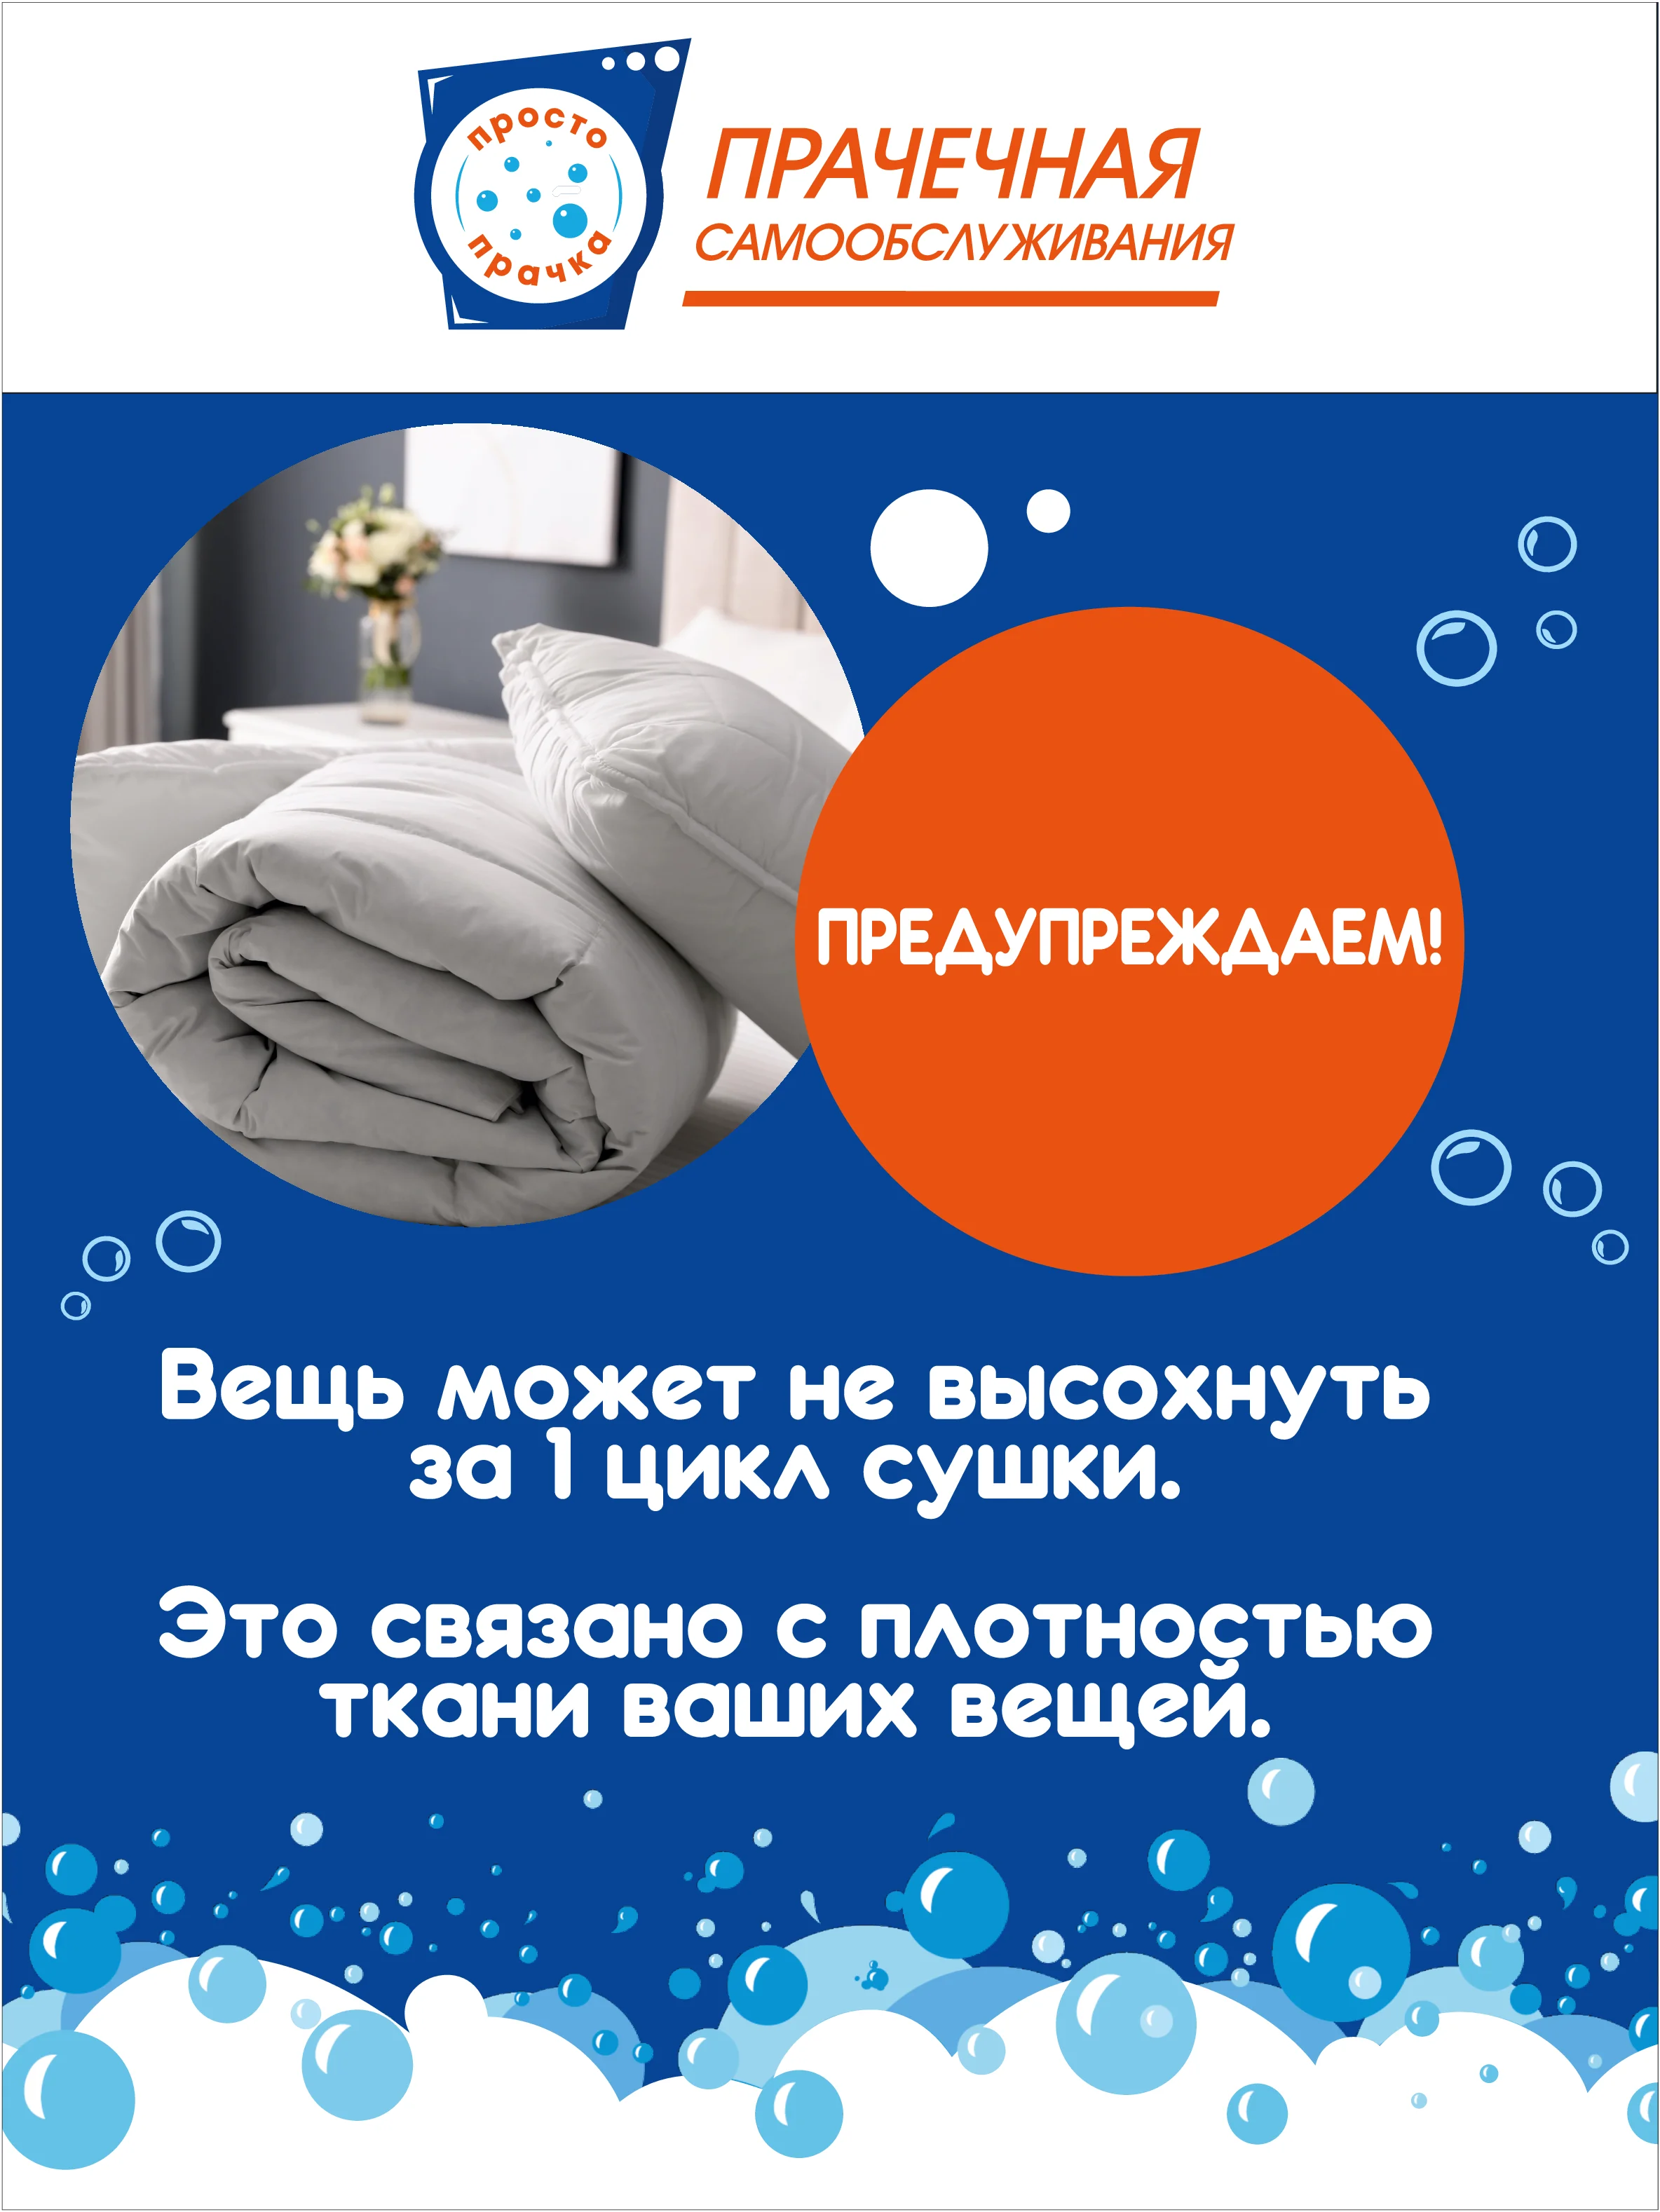 просто
прачка
ПРАЧЕЧНАЯ
САМООБСЛУЖИВАНИЯ
ПРЕДУПРЕЖДАЕМ!
Вещь может не высохнуть
за 1 цикл сушки.
Это связано с плотностью
ткани ваших вещей.